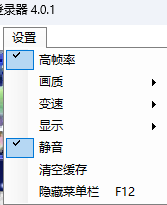 登录器 4.0.1
设置
高帧率
画质
变速
显示
静音
清空缓存
隐藏菜单栏 F12